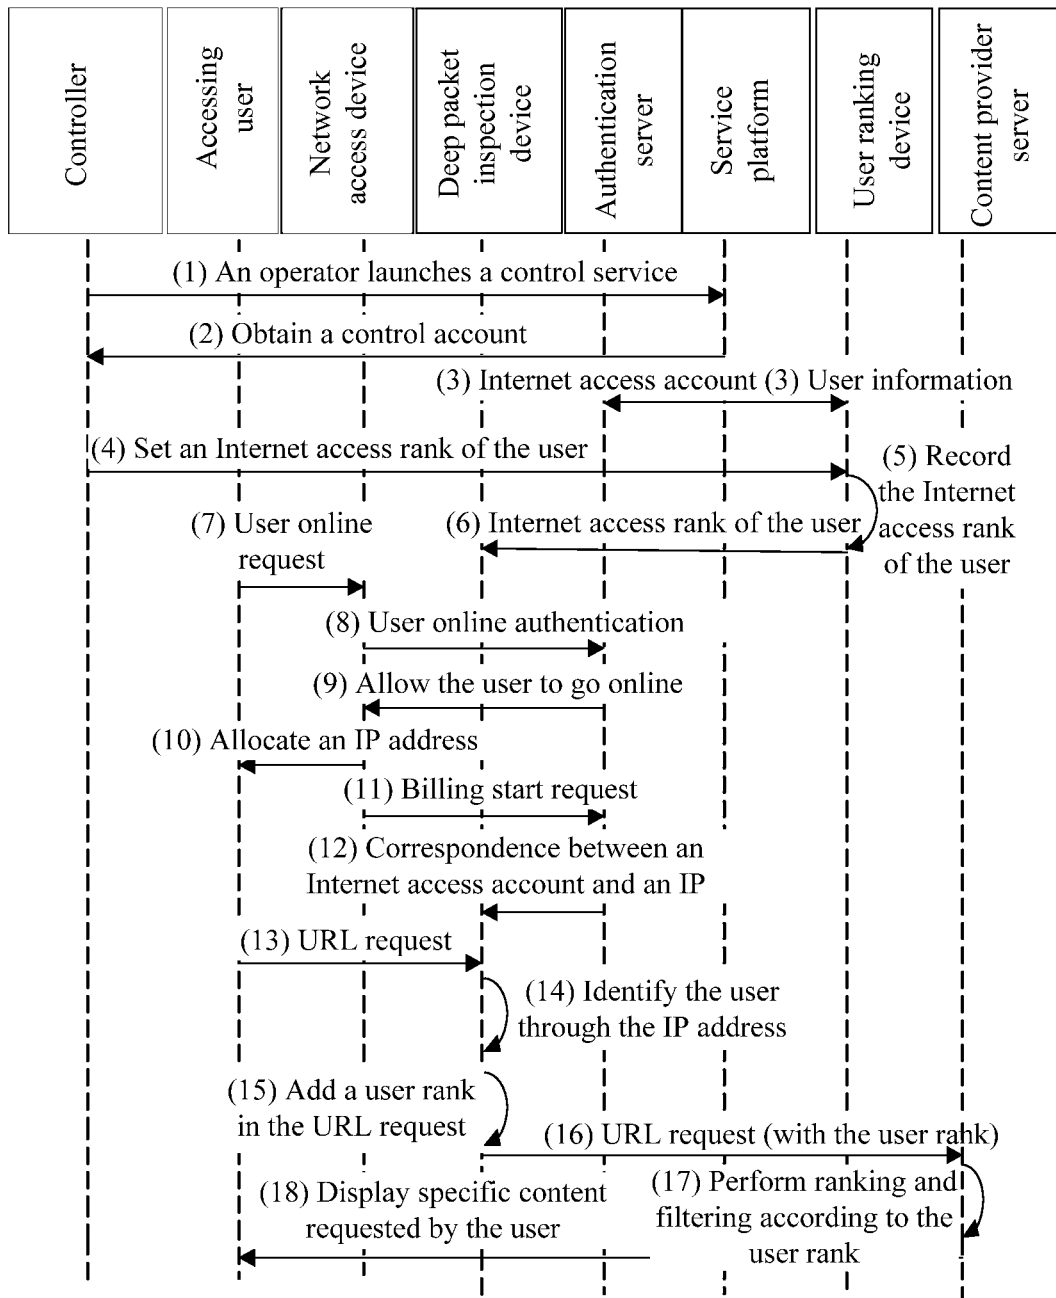 Controller
Accessing
user
Network
access device
Deep packet
inspection
device
Authentication
server
Service
platform
User ranking
device
Content provider
server
(1) An operator launches a control service
(2) Obtain a control account
(3) Internet access account (3) User information
(4) Set an Internet access rank of the user
(5) Record
the Internet
access rank
of the user
(6) Internet access rank of the user
(7) User online
request
(8) User online authentication
(9) Allow the user to go online
(10) Allocate an IP address
(11) Billing start request
(12) Correspondence between an
Internet access account and an IP
(13) URL request
(14) Identify the user
through the IP address
(15) Add a user rank
in the URL request
(16) URL request (with the user rank)
(17) Perform ranking and
filtering according to the
user rank
(18) Display specific content
requested by the user